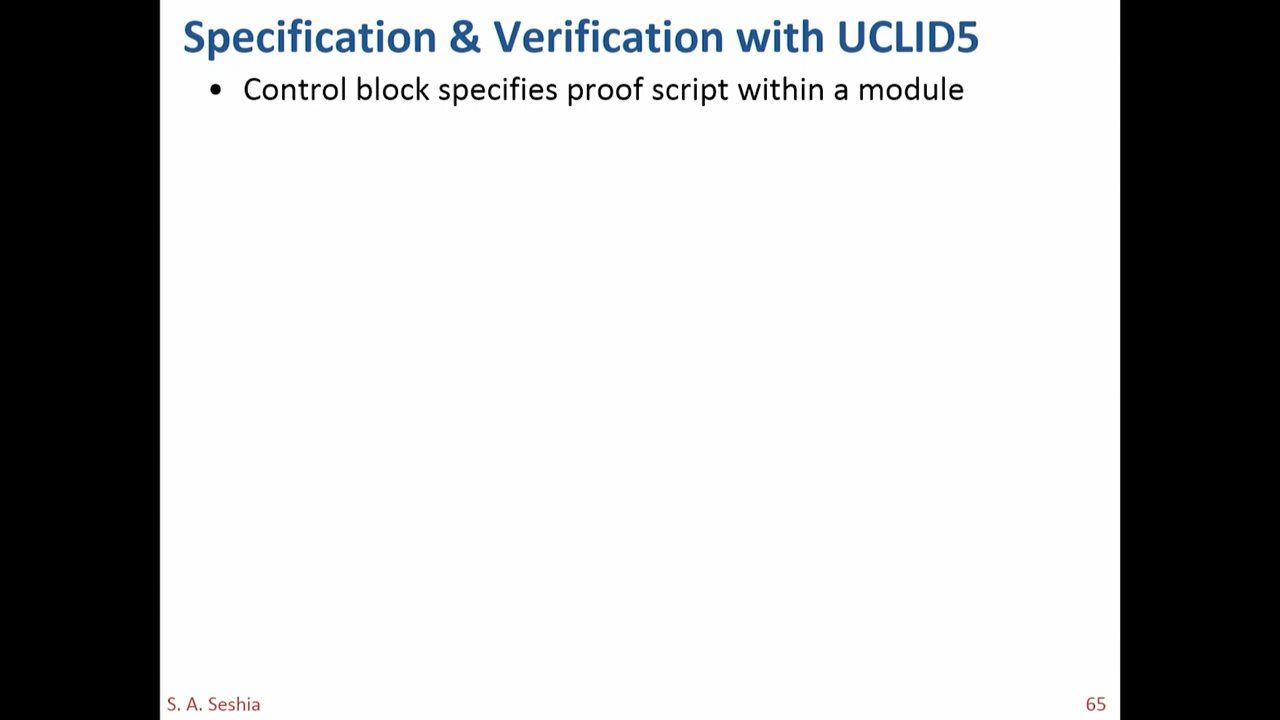 Specification & Verification with UCLID5
• Control block specifies proof script within a module
S. A. Seshia
65